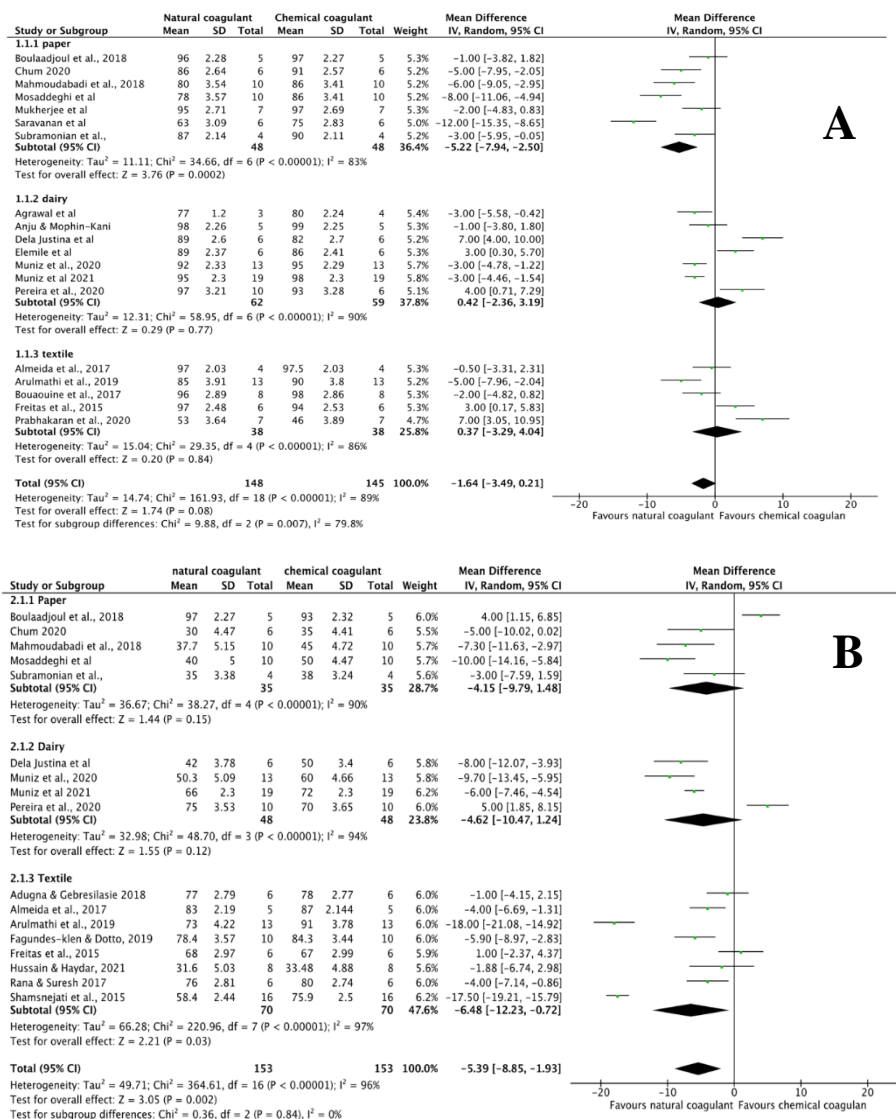 Natural coagulant Chemical coagulant Mean Difference Mean Difference
Study or Subgroup Mean SD Total Mean SD Total Weight IV, Random, 95% CI IV, Random, 95% CI
1.1.1 paper
Boulaadjoul et al., 2018 96 2.28 5 97 2.27 5 5.3% −1.00 [−3.82, 1.82]
Chum 2020 86 2.64 6 91 2.57 6 5.2% −5.00 [−7.95, −2.05]
Mahmoudabadi et al., 2018 80 3.54 10 86 3.41 10 5.2% −6.00 [−9.05, −2.95]
Mosaddeghi et al 78 3.57 10 86 3.41 10 5.2% −8.00 [−11.06, −4.94]
Mukherjee et al 95 2.71 7 97 2.69 7 5.3% −2.00 [−4.83, 0.83]
Saravanan et al 63 3.09 6 75 2.83 6 5.0% −12.00 [−15.35, −8.65]
Subramonian et al., 87 2.14 4 90 2.11 4 5.2% −3.00 [−5.95, −0.05]
Subtotal (95% CI) 48 48 36.4% −5.22 [−7.94, −2.50]
Heterogeneity: Tau² = 11.11; Chi² = 34.66, df = 6 (P < 0.00001); I² = 83%
Test for overall effect: Z = 3.76 (P = 0.0002)
A
1.1.2 dairy
Agrawal et al 77 1.2 3 80 2.24 4 5.4% −3.00 [−5.58, −0.42]
Anju & Mophin−Kani 98 2.26 5 99 2.25 5 5.3% −1.00 [−3.80, 1.80]
Dela Justina et al 89 2.6 6 82 2.7 6 5.2% 7.00 [4.00, 10.00]
Elemile et al 89 2.37 6 86 2.41 6 5.3% 3.00 [0.30, 5.70]
Muniz et al., 2020 92 2.33 13 95 2.29 13 5.7% −3.00 [−4.78, −1.22]
Muniz et al 2021 95 2.3 19 98 2.3 19 5.7% −3.00 [−4.46, −1.54]
Pereira et al., 2020 97 3.21 10 93 3.28 6 5.1% 4.00 [0.71, 7.29]
Subtotal (95% CI) 62 59 37.8% 0.42 [−2.36, 3.19]
Heterogeneity: Tau² = 12.31; Chi² = 58.95, df = 6 (P < 0.00001); I² = 90%
Test for overall effect: Z = 0.29 (P = 0.77)
1.1.3 textile
Almeida et al., 2017 97 2.03 4 97.5 2.03 4 5.3% −0.50 [−3.31, 2.31]
Arulmathi et al., 2019 85 3.91 13 90 3.8 13 5.2% −5.00 [−7.96, −2.04]
Bouaouine et al., 2017 96 2.89 8 98 2.86 8 5.3% −2.00 [−4.82, 0.82]
Freitas et al., 2015 97 2.48 6 94 2.53 6 5.3% 3.00 [0.17, 5.83]
Prabhakaran et al., 2020 53 3.64 7 46 3.89 7 4.7% 7.00 [3.05, 10.95]
Subtotal (95% CI) 38 38 25.8% 0.37 [−3.29, 4.04]
Heterogeneity: Tau² = 15.04; Chi² = 29.35, df = 4 (P < 0.00001); I² = 86%
Test for overall effect: Z = 0.20 (P = 0.84)
Total (95% CI) 148 145 100.0% −1.64 [−3.49, 0.21]
Heterogeneity: Tau² = 14.74; Chi² = 161.93, df = 18 (P < 0.00001); I² = 89%
Test for overall effect: Z = 1.74 (P = 0.08)
Test for subgroup differences: Chi² = 9.88, df = 2 (P = 0.007), I² = 79.8%
−20 −10 0 10 20
Favours natural coagulant Favours chemical coagulan
natural coagulant chemical coagulant Mean Difference Mean Difference
Study or Subgroup Mean SD Total Mean SD Total Weight IV, Random, 95% CI IV, Random, 95% CI
2.1.1 Paper
Boulaadjoul et al., 2018 97 2.27 5 93 2.32 5 6.0% 4.00 [1.15, 6.85]
Chum 2020 30 4.47 6 35 4.41 6 5.5% −5.00 [−10.02, 0.02]
Mahmoudabadi et al., 2018 37.7 5.15 10 45 4.72 10 5.7% −7.30 [−11.63, −2.97]
Mosaddeghi et al 40 5 10 50 4.47 10 5.7% −10.00 [−14.16, −5.84]
Subramonian et al., 35 3.38 4 38 3.24 4 5.6% −3.00 [−7.59, 1.59]
Subtotal (95% CI) 35 35 28.7% −4.15 [−9.79, 1.48]
Heterogeneity: Tau² = 36.67; Chi² = 38.27, df = 4 (P < 0.00001); I² = 90%
Test for overall effect: Z = 1.44 (P = 0.15)
B
2.1.2 Dairy
Dela Justina et al 42 3.78 6 50 3.4 6 5.8% −8.00 [−12.07, −3.93]
Muniz et al., 2020 50.3 5.09 13 60 4.66 13 5.8% −9.70 [−13.45, −5.95]
Muniz et al 2021 66 2.3 19 72 2.3 19 6.2% −6.00 [−7.46, −4.54]
Pereira et al., 2020 75 3.53 10 70 3.65 10 6.0% 5.00 [1.85, 8.15]
Subtotal (95% CI) 48 48 23.8% −4.62 [−10.47, 1.24]
Heterogeneity: Tau² = 32.98; Chi² = 48.70, df = 3 (P < 0.00001); I² = 94%
Test for overall effect: Z = 1.55 (P = 0.12)
2.1.3 Textile
Adugna & Gebresilasie 2018 77 2.79 6 78 2.77 6 6.0% −1.00 [−4.15, 2.15]
Almeida et al., 2017 83 2.19 5 87 2.144 5 6.0% −4.00 [−6.69, −1.31]
Arulmathi et al., 2019 73 4.22 13 91 3.78 13 6.0% −18.00 [−21.08, −14.92]
Fagundes−klen & Dotto, 2019 78.4 3.57 10 84.3 3.44 10 6.0% −5.90 [−8.97, −2.83]
Freitas et al., 2015 68 2.97 6 67 2.99 6 6.0% 1.00 [−2.37, 4.37]
Hussain & Haydar, 2021 31.6 5.03 8 33.48 4.88 8 5.6% −1.88 [−6.74, 2.98]
Rana & Suresh 2017 76 2.81 6 80 2.74 6 6.0% −4.00 [−7.14, −0.86]
Shamsnejati et al., 2015 58.4 2.44 16 75.9 2.5 16 6.2% −17.50 [−19.21, −15.79]
Subtotal (95% CI) 70 70 47.6% −6.48 [−12.23, −0.72]
Heterogeneity: Tau² = 66.28; Chi² = 220.96, df = 7 (P < 0.00001); I² = 97%
Test for overall effect: Z = 2.21 (P = 0.03)
Total (95% CI) 153 153 100.0% −5.39 [−8.85, −1.93]
Heterogeneity: Tau² = 49.71; Chi² = 364.61, df = 16 (P < 0.00001); I² = 96%
Test for overall effect: Z = 3.05 (P = 0.002)
Test for subgroup differences: Chi² = 0.36, df = 2 (P = 0.84), I² = 0%
−20 −10 0 10 20
Favours natural coagulant Favours chemical coagulan